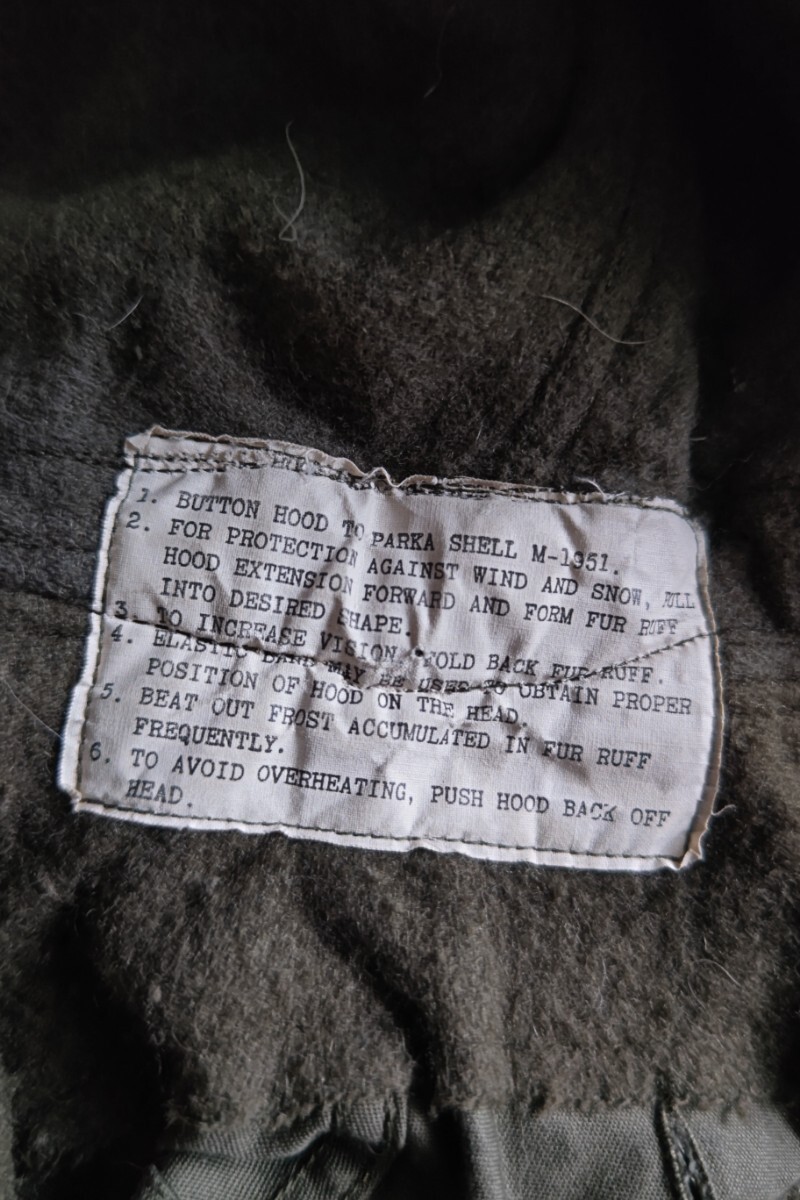 1. BUTTON HOOD TO PARKA SHELL M-1951.
2. FOR PROTECTION AGAINST WIND AND SNOW, PULL
HOOD EXTENSION FORWARD AND FORM FUR RUFF
INTO DESIRED SHAPE.
3. TO INCREASE VISION, FOLD BACK FUR RUFF.
4. ELASTIC BAND MAY BE USED TO OBTAIN PROPER
POSITION OF HOOD ON THE HEAD.
5. BEAT OUT FROST ACCUMULATED IN FUR RUFF
FREQUENTLY.
6. TO AVOID OVERHEATING, PUSH HOOD BACK OFF
HEAD.